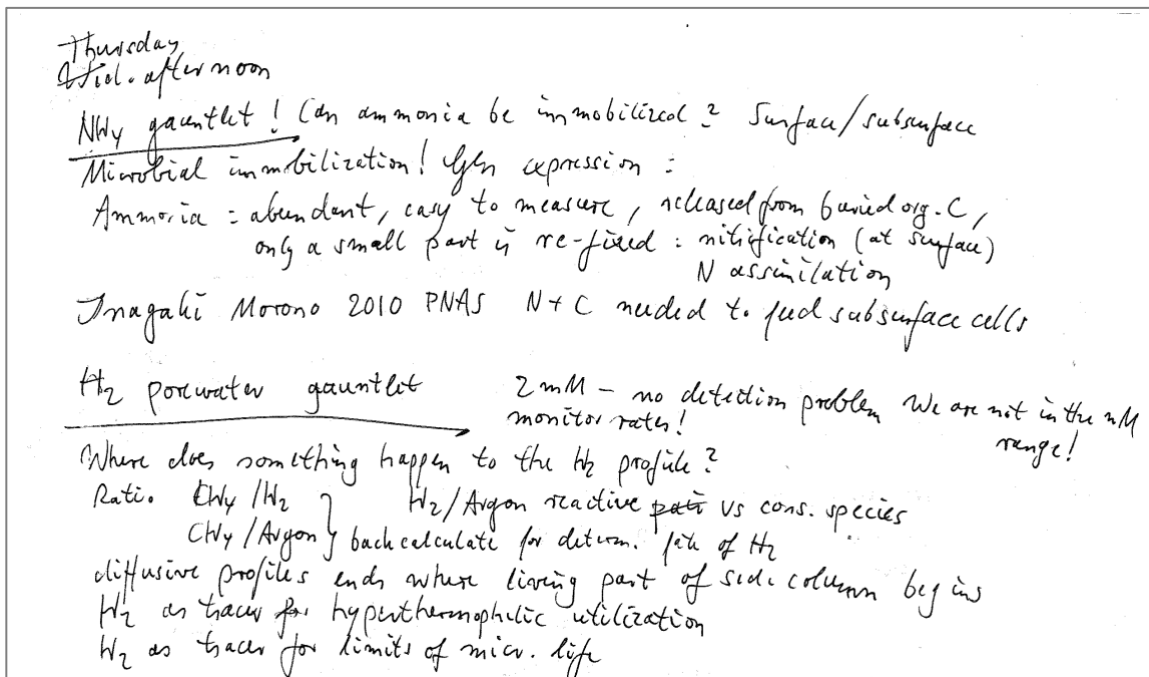 Thursday
Wed. afternoon
NH4 gauntlet! Can ammonia be immobilized? Surface/subsurface
Microbial immobilization! Gen expression:
Ammonia = abundant, easy to measure, released from buried org. C,
only a small part is re-fixed: nitrification (at surface)
N assimilation
Inagaki Morono 2010 PNAS N+C needed to feed subsurface cells
H2 porewater gauntlet 2 mM – no detection problem We are not in the nM
monitor rates! range!
Where does something happen to the H2 profile?
Ratio CH4/H2 } H2/Argon reactive pair vs cons. species
CH4/Argon } back calculate for determ. fate of H2
diffusive profiles ends where living part of sed. column begins
H2 as tracer for hyperthermophilic utilization
H2 as tracer for limits of micr. life